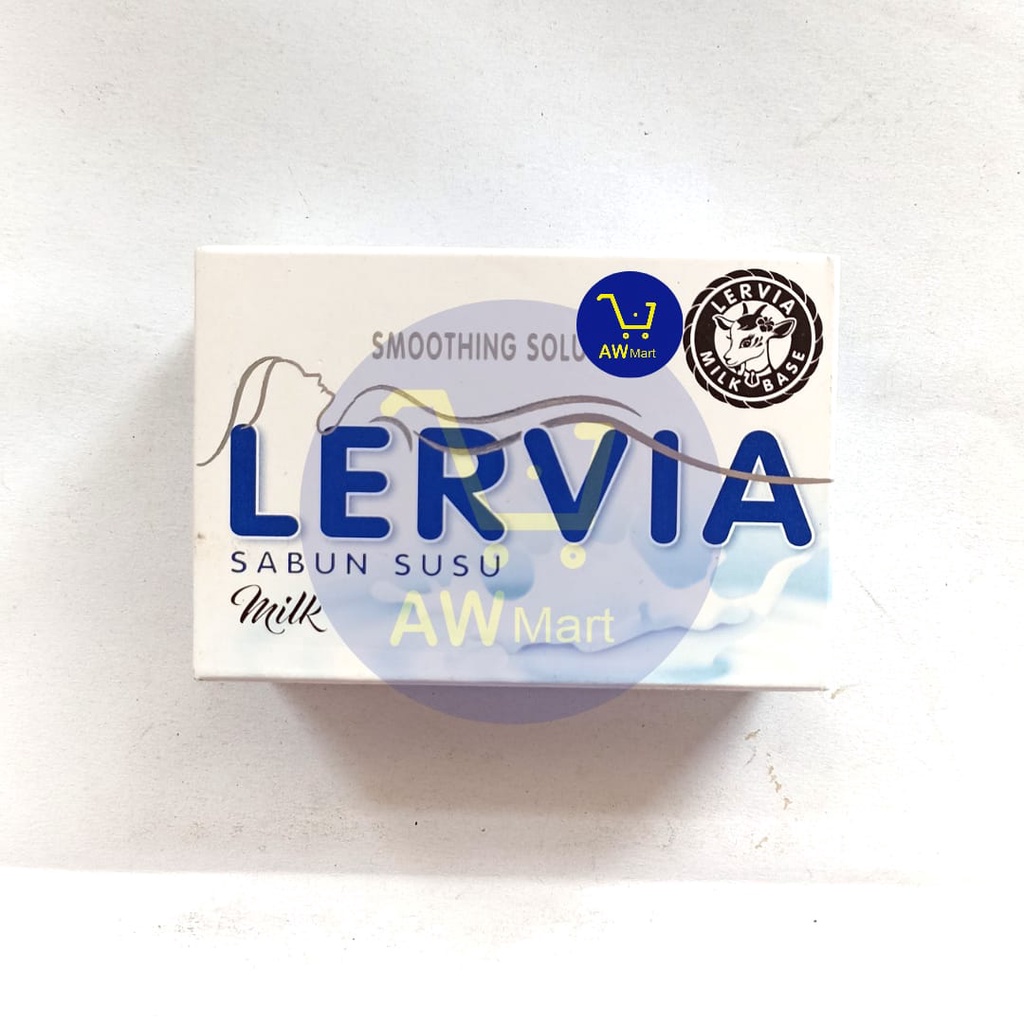 SMOOTHING SOLU
AW Mart
LERVIA
MILK BASE
LERVIA
SABUN SUSU
Milk
AW Mart